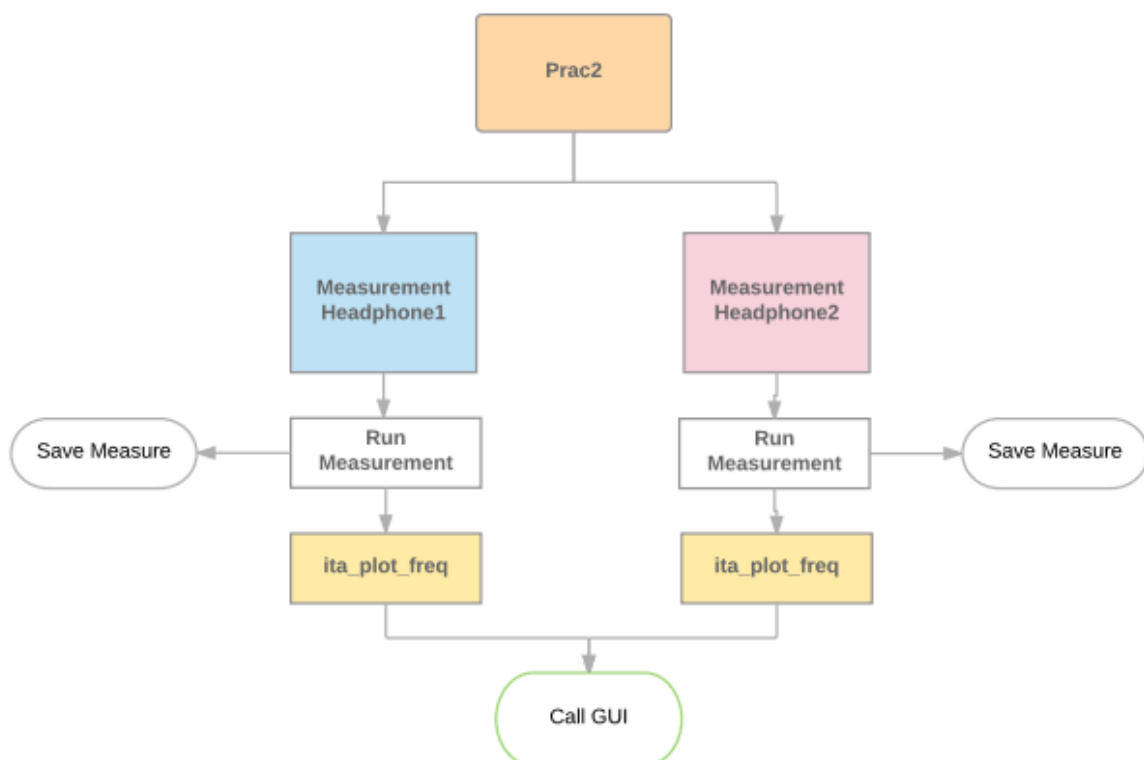 Prac2
Measurement
Headphone1
Measurement
Headphone2
Save Measure
Run
Measurement
Run
Measurement
Save Measure
ita_plot_freq
ita_plot_freq
Call GUI